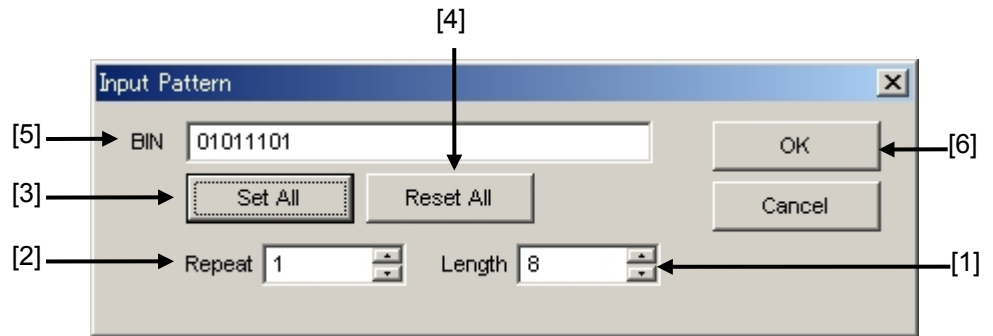 [4]
Input Pattern
[5] BIN 01011101 OK [6]
[3] Set All Reset All Cancel
[2] Repeat 1 Length 8 [1]